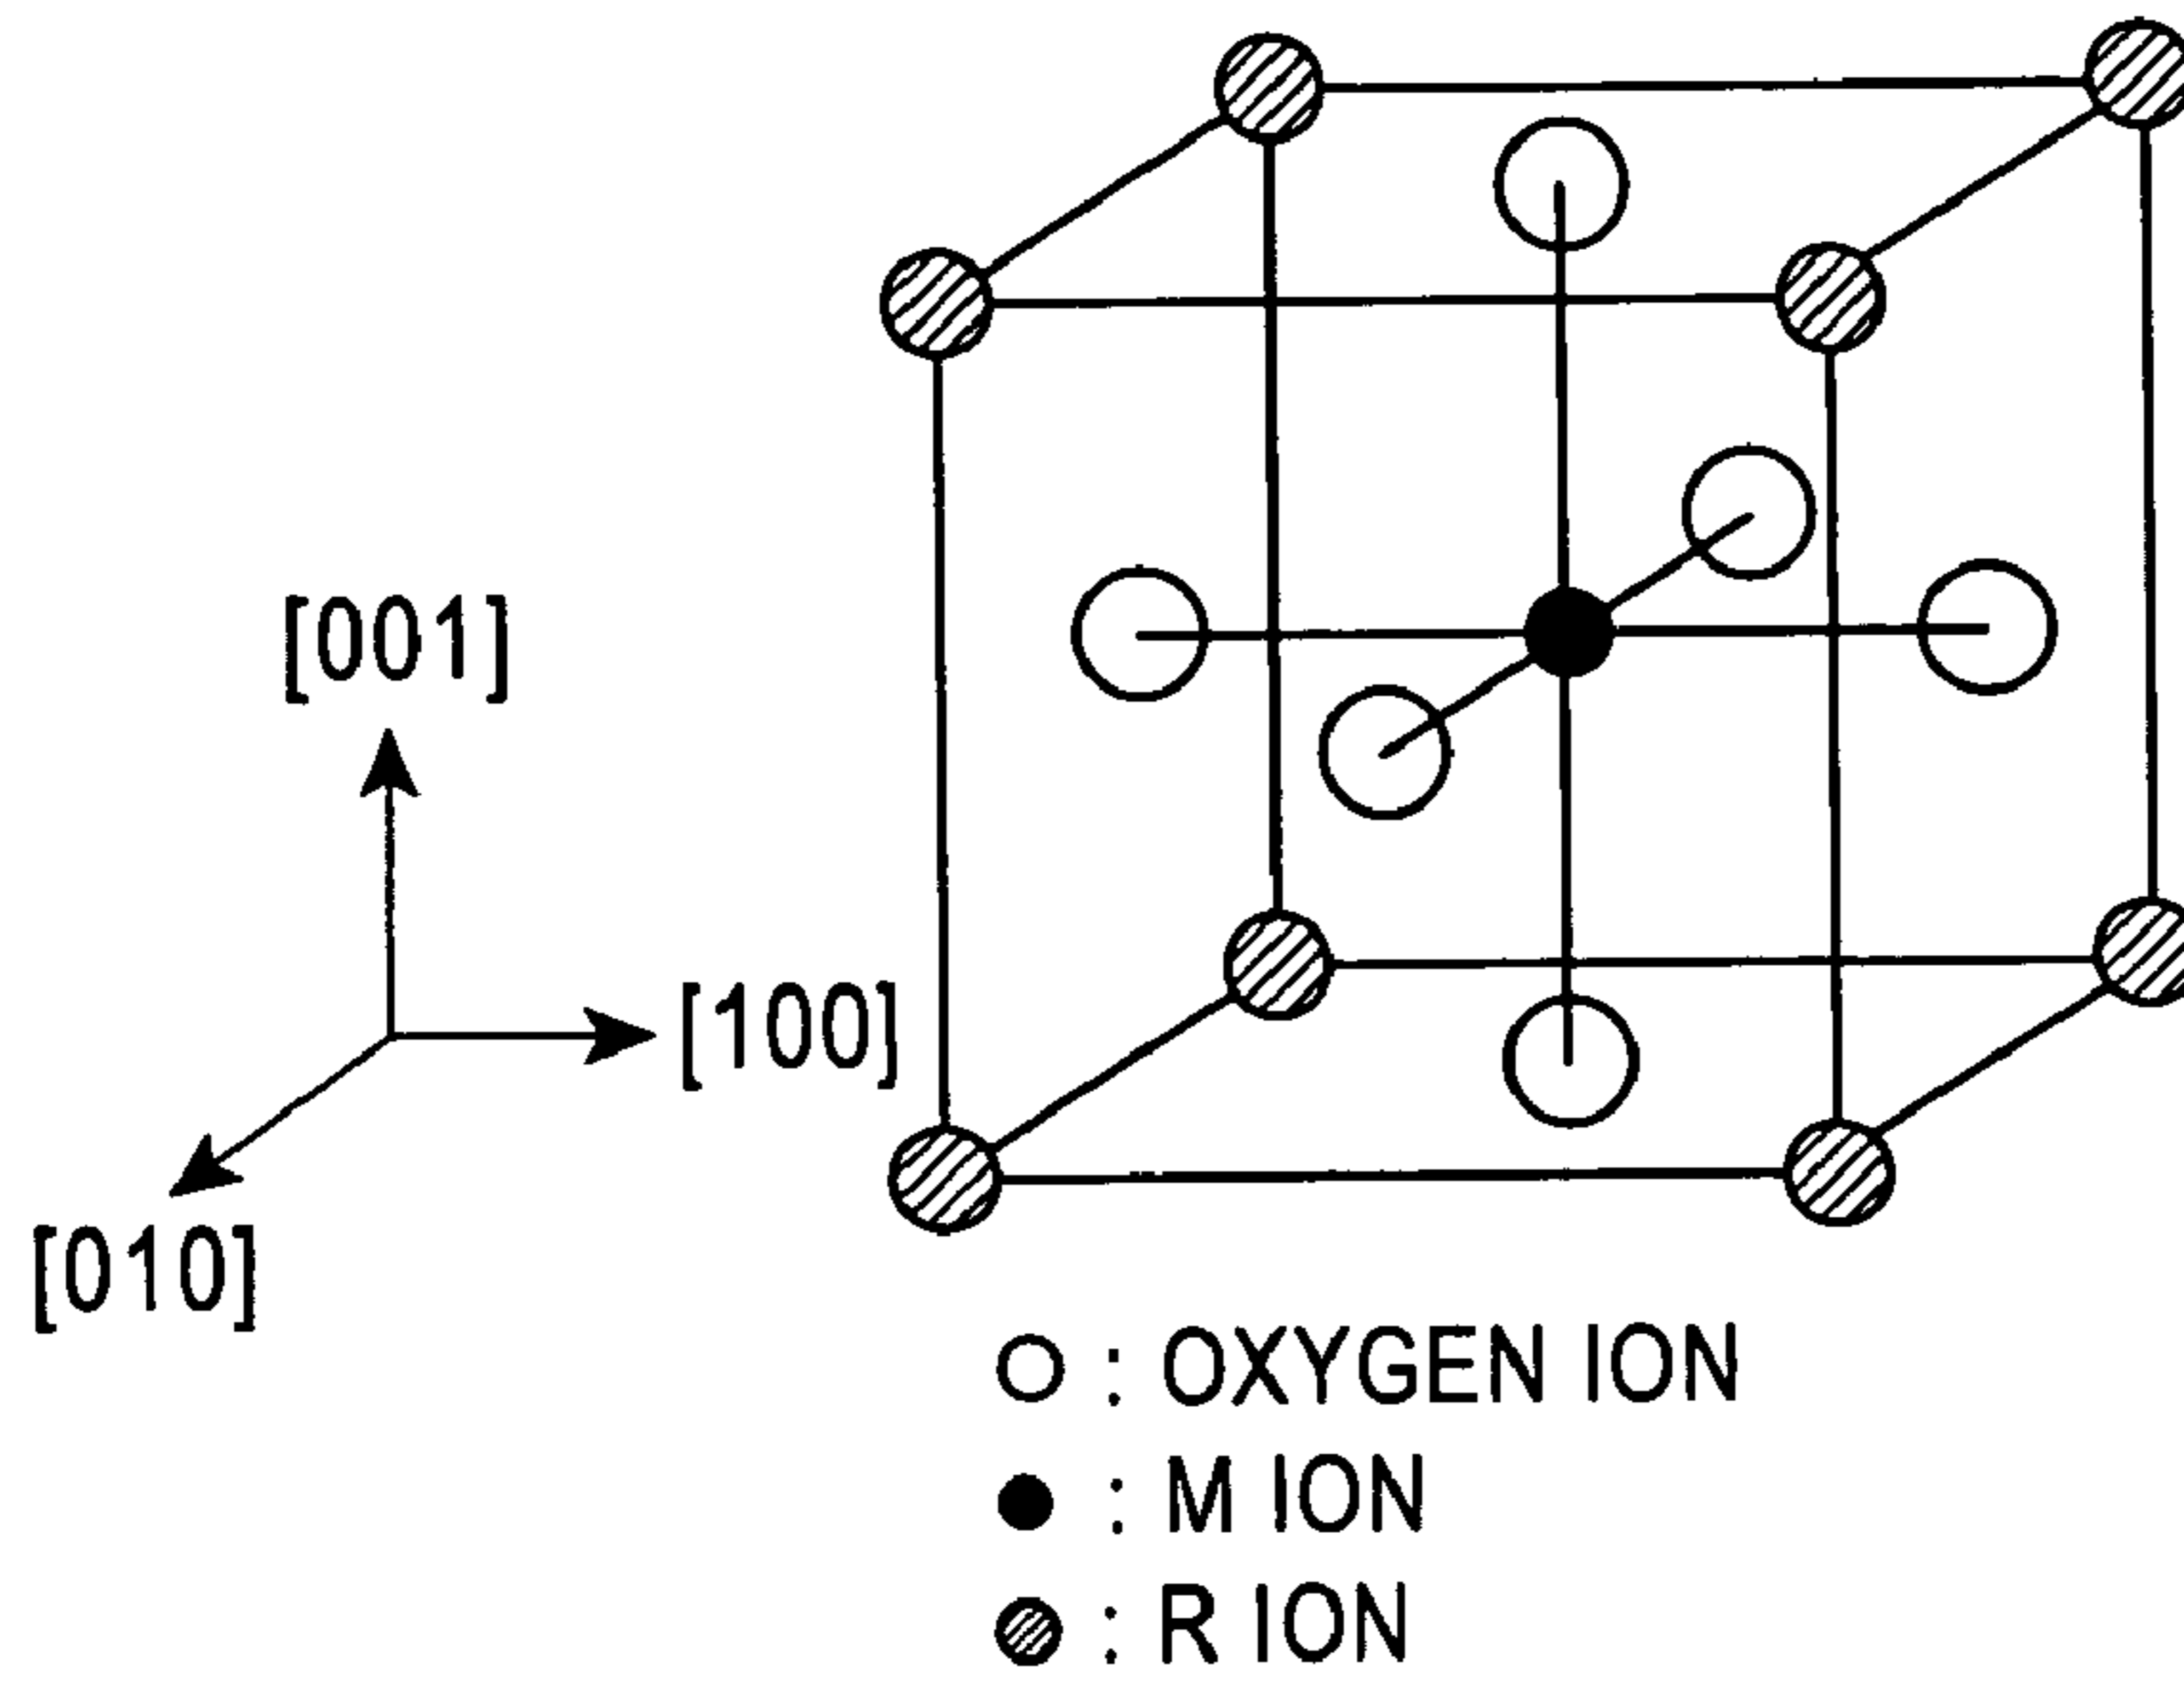 [001]
[100]
[010]
: OXYGEN ION
: M ION
: R ION